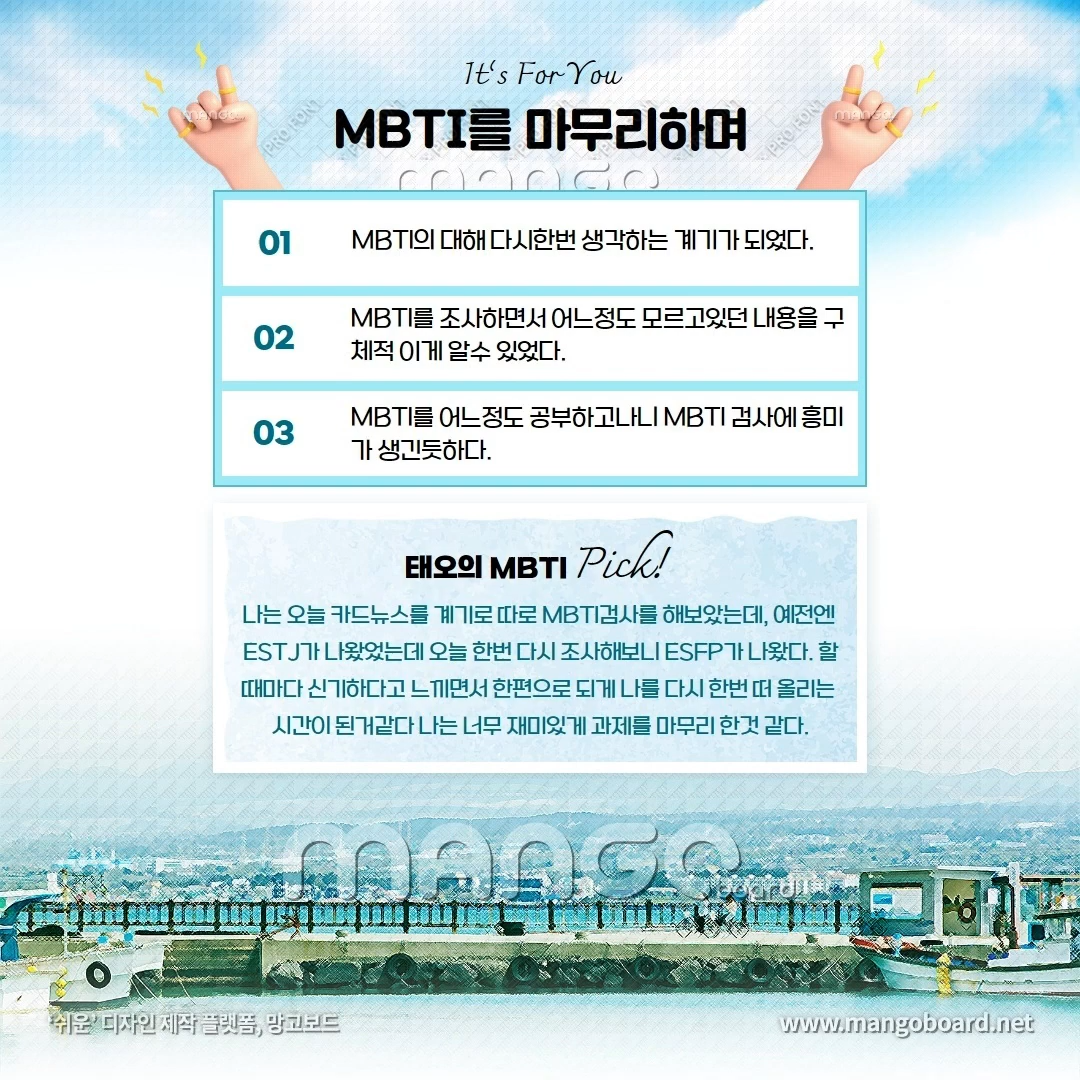 It's For You
MBTI를 마무리하며
mango
01
MBTI의 대해 다시한번 생각하는 계기가 되었다.
02
MBTI를 조사하면서 어느정도 모르고있던 내용을 구
체적 이게 알수 있었다.
03
MBTI를 어느정도 공부하고나니 MBTI 검사에 흥미
가 생긴듯하다.
태오의 MBTI Pick!
나는 오늘 카드뉴스를 계기로 따로 MBTI검사를 해보았는데, 예전엔
ESTJ가 나왔었는데 오늘 한번 다시 조사해보니 ESFP가 나왔다. 할
때마다 신기하다고 느끼면서 한편으로 되게 나를 다시 한번 떠 올리는
시간이 된거같다 나는 너무 재미있게 과제를 마무리 한것 같다.
mango
board
'쉬운' 디자인 제작 플랫폼, 망고보드
www.mangoboard.net